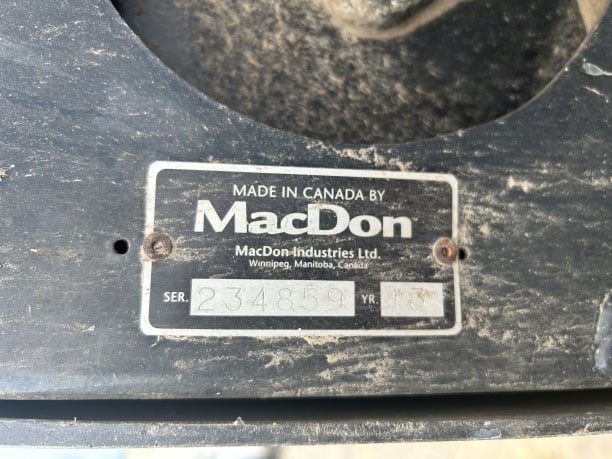 MADE IN CANADA BY
MacDon
MacDon Industries Ltd.
Winnipeg, Manitoba, Canada
SER. 234859 YR. 13